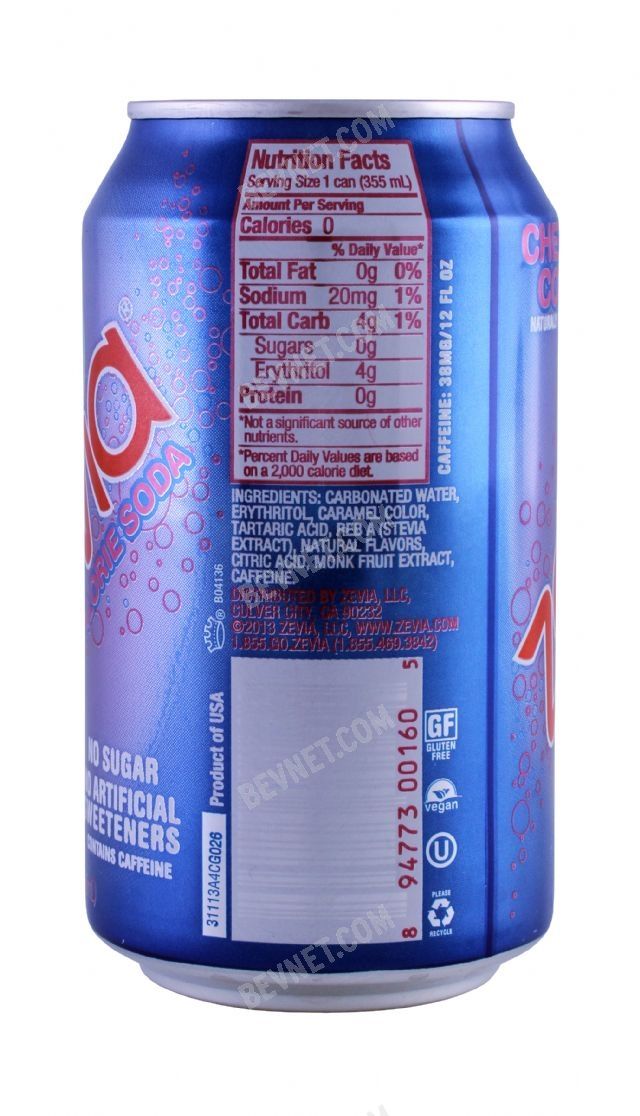 Nutrition Facts
Serving Size 1 can (355 mL)
Amount Per Serving
Calories 0
% Daily Value*
Total Fat 0g 0%
Sodium 20mg 1%
Total Carb 4g 1%
Sugars 0g
Erythritol 4g
Protein 0g
*Not a significant source of other
nutrients.
*Percent Daily Values are based
on a 2,000 calorie diet.
CAFFEINE: 38MG/12 FL OZ
INGREDIENTS: CARBONATED WATER,
ERYTHRITOL, CARAMEL COLOR,
TARTARIC ACID, REB A (STEVIA
EXTRACT), NATURAL FLAVORS,
CITRIC ACID, MONK FRUIT EXTRACT,
CAFFEINE.
DISTRIBUTED BY ZEVIA, LLC,
CULVER CITY, CA 90232
©2013 ZEVIA, LLC, WWW.ZEVIA.COM
1.855.GO.ZEVIA (1.855.469.3842)
B04136
Product of USA
31113A4CG026
8 94773 00160 5
GF
GLUTEN
FREE
vegan
U
PLEASE
RECYCLE
®
SODA
NO SUGAR
ARTIFICIAL
SWEETENERS
CONTAINS CAFFEINE
BEVNET.COM
BEVNET.COM
BEVNET.COM
BEVNET.COM